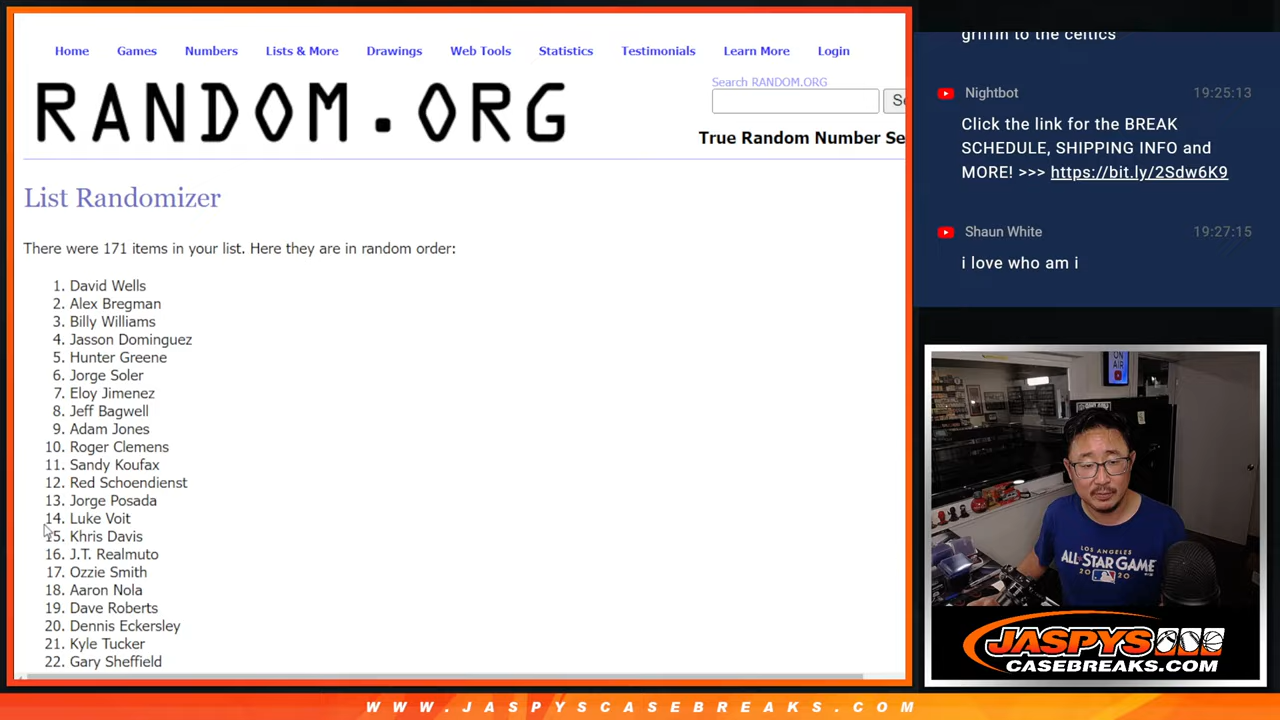 Home Games Numbers Lists & More Drawings Web Tools Statistics Testimonials Learn More Login
RANDOM.ORG
Search RANDOM.ORG
True Random Number Se
List Randomizer
There were 171 items in your list. Here they are in random order:
1. David Wells
2. Alex Bregman
3. Billy Williams
4. Jasson Dominguez
5. Hunter Greene
6. Jorge Soler
7. Eloy Jimenez
8. Jeff Bagwell
9. Adam Jones
10. Roger Clemens
11. Sandy Koufax
12. Red Schoendienst
13. Jorge Posada
14. Luke Voit
15. Khris Davis
16. J.T. Realmuto
17. Ozzie Smith
18. Aaron Nola
19. Dave Roberts
20. Dennis Eckersley
21. Kyle Tucker
22. Gary Sheffield
griffin to the celtics
Nightbot 19:25:13
Click the link for the BREAK
SCHEDULE, SHIPPING INFO and
MORE! >>> https://bit.ly/2Sdw6K9
Shaun White 19:27:15
i love who am i
ON
AIR
LOS ANGELES
ALL STAR GAME
2020
JASPYS
CASEBREAKS.COM
WWW.JASPYSCASEBREAKS.COM